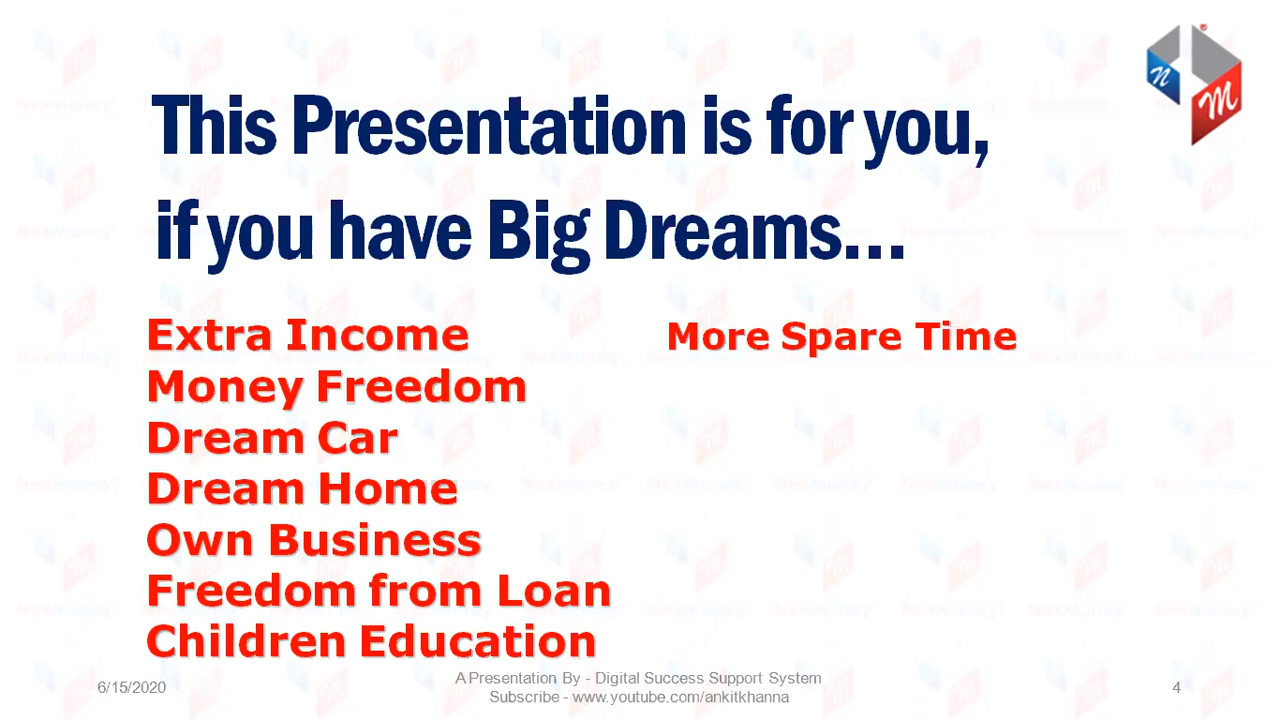 This Presentation is for you,
if you have Big Dreams...
Extra Income
Money Freedom
Dream Car
Dream Home
Own Business
Freedom from Loan
Children Education
More Spare Time
n
m
6/15/2020
A Presentation By - Digital Success Support System
Subscribe - www.youtube.com/ankitkhanna
4